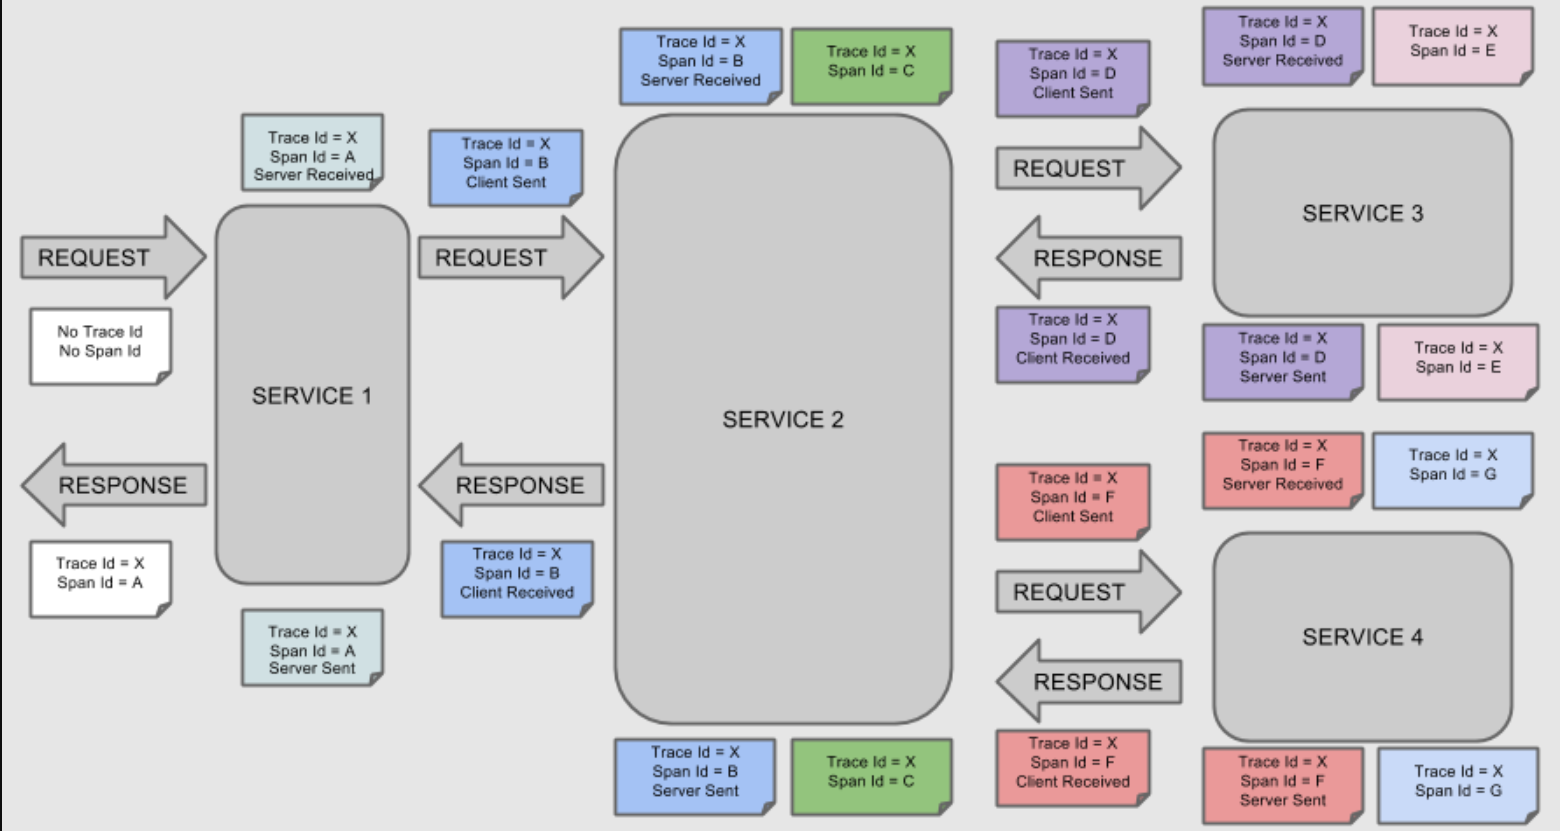 Trace Id = X
Span Id = A
Server Received
REQUEST
No Trace Id
No Span Id
SERVICE 1
RESPONSE
Trace Id = X
Span Id = A
Trace Id = X
Span Id = A
Server Sent
Trace Id = X
Span Id = B
Client Sent
REQUEST
RESPONSE
Trace Id = X
Span Id = B
Client Received
Trace Id = X
Span Id = B
Server Received
Trace Id = X
Span Id = C
SERVICE 2
Trace Id = X
Span Id = B
Server Sent
Trace Id = X
Span Id = C
Trace Id = X
Span Id = D
Client Sent
REQUEST
RESPONSE
Trace Id = X
Span Id = D
Client Received
Trace Id = X
Span Id = D
Server Received
Trace Id = X
Span Id = E
SERVICE 3
Trace Id = X
Span Id = D
Server Sent
Trace Id = X
Span Id = E
Trace Id = X
Span Id = F
Client Sent
REQUEST
RESPONSE
Trace Id = X
Span Id = F
Client Received
Trace Id = X
Span Id = F
Server Received
Trace Id = X
Span Id = G
SERVICE 4
Trace Id = X
Span Id = F
Server Sent
Trace Id = X
Span Id = G